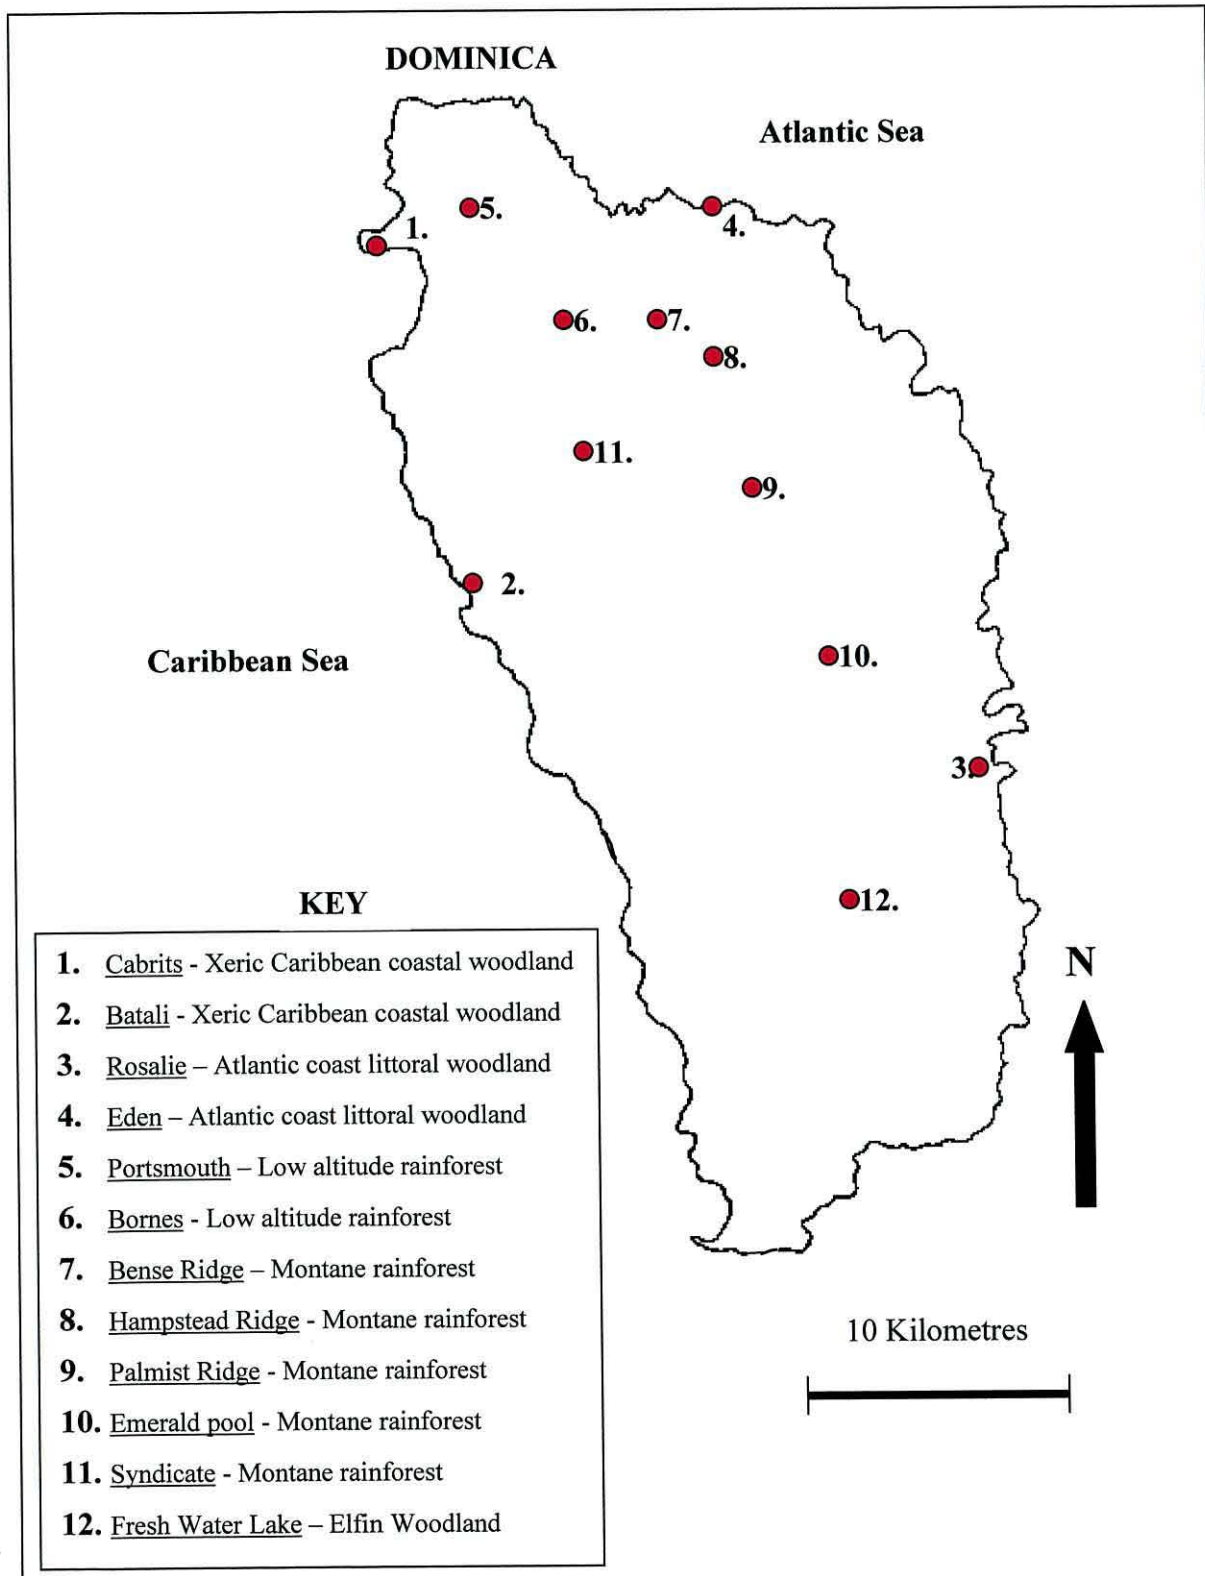 DOMINICA
Atlantic Sea
5.
4.
1.
6.
7.
8.
11.
9.
2.
Caribbean Sea
10.
3.
12.
KEY
N
1. Cabrits - Xeric Caribbean coastal woodland
2. Batali - Xeric Caribbean coastal woodland
3. Rosalie – Atlantic coast littoral woodland
4. Eden – Atlantic coast littoral woodland
5. Portsmouth – Low altitude rainforest
6. Bornes - Low altitude rainforest
7. Bense Ridge – Montane rainforest
8. Hampstead Ridge - Montane rainforest
9. Palmist Ridge - Montane rainforest
10. Emerald pool - Montane rainforest
11. Syndicate - Montane rainforest
12. Fresh Water Lake – Elfin Woodland
10 Kilometres